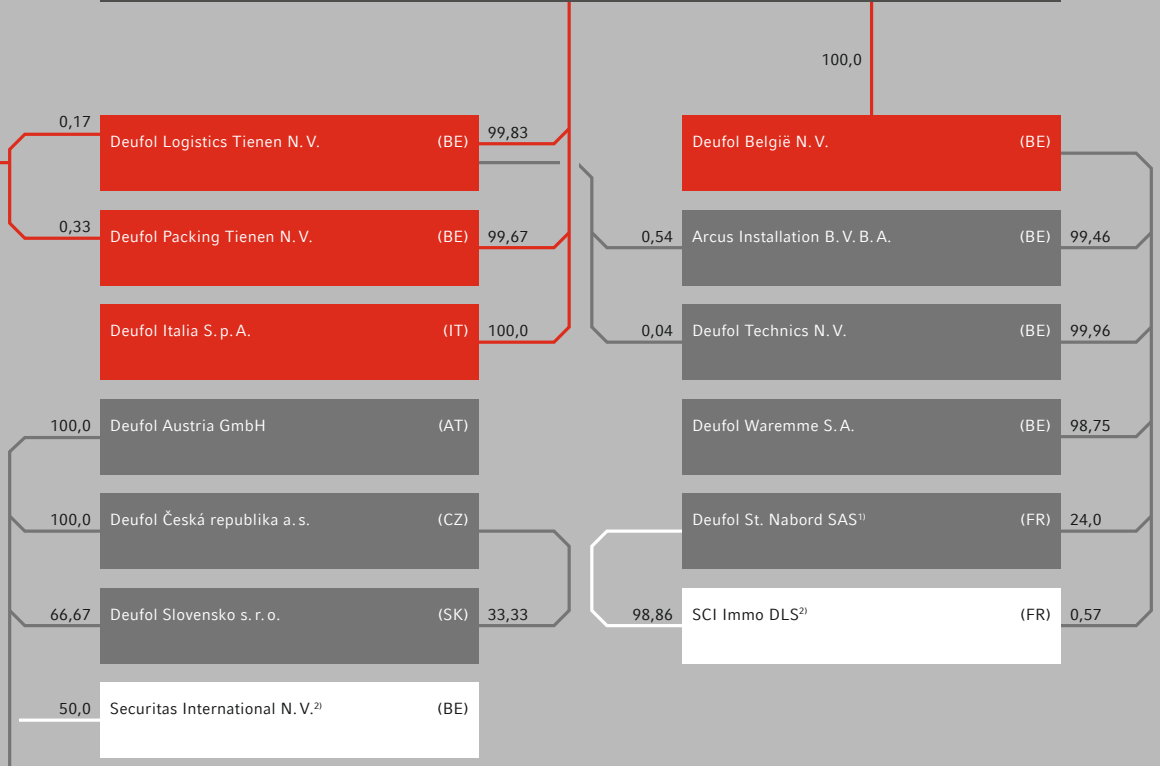 100,0
0,17 Deufol Logistics Tienen N. V. (BE) 99,83
Deufol België N. V. (BE)
0,33 Deufol Packing Tienen N. V. (BE) 99,67
0,54 Arcus Installation B. V. B. A. (BE) 99,46
Deufol Italia S. p. A. (IT) 100,0
0,04 Deufol Technics N. V. (BE) 99,96
100,0 Deufol Austria GmbH (AT)
Deufol Waremme S. A. (BE) 98,75
100,0 Deufol Česká republika a. s. (CZ)
Deufol St. Nabord SAS¹⁾ (FR) 24,0
66,67 Deufol Slovensko s. r. o. (SK) 33,33
98,86 SCI Immo DLS²⁾ (FR) 0,57
50,0 Securitas International N. V.²⁾ (BE)